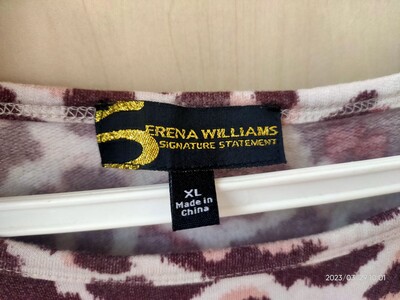 SERENA WILLIAMS
SIGNATURE STATEMENT
XL
Made in
China